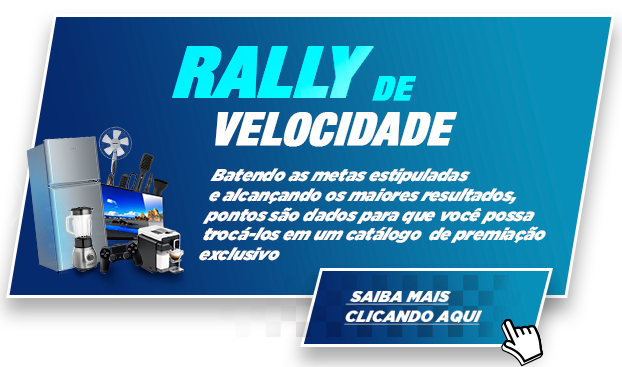 RALLY DE
VELOCIDADE
Batendo as metas estipuladas
e alcançando os maiores resultados,
pontos são dados para que você possa
trocá-los em um catálogo de premiação
exclusivo
SAIBA MAIS
CLICANDO AQUI